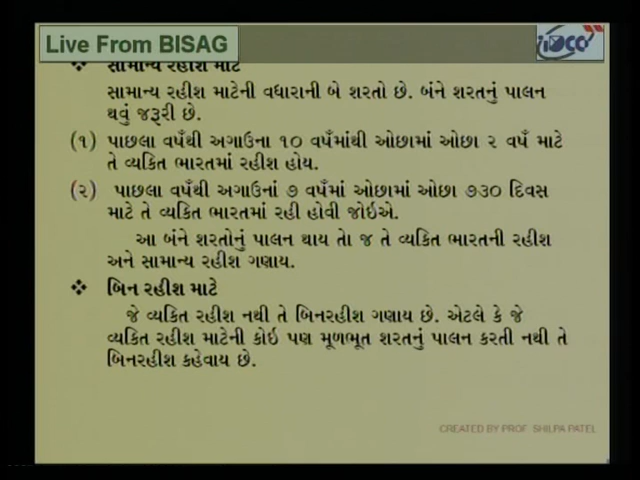 Live From BISAG
❖ સામાન્ય રહીશ માટે
સામાન્ય રહીશ માટેની વધારાની બે શરતો છે. બંને શરતનું પાલન
થવું જરૂરી છે.
(૧) પાછલા વર્ષથી અગાઉના ૧૦ વર્ષમાંથી ઓછામાં ઓછા ૨ વર્ષ માટે
તે વ્યકિત ભારતમાં રહીશ હોય.
(૨) પાછલા વર્ષથી અગાઉનાં ૭ વર્ષમાં ઓછામાં ઓછા ૭૩૦ દિવસ
માટે તે વ્યકિત ભારતમાં રહી હોવી જોઇએ.
આ બંને શરતોનું પાલન થાય તો જ તે વ્યકિત ભારતની રહીશ
અને સામાન્ય રહીશ ગણાય.
❖ બિન રહીશ માટે
જે વ્યકિત રહીશ નથી તે બિનરહીશ ગણાય છે. એટલે કે જે
વ્યકિત રહીશ માટેની કોઇ પણ મૂળભૂત શરતનું પાલન કરતી નથી તે
બિનરહીશ કહેવાય છે.
CREATED BY PROF. SHILPA PATEL